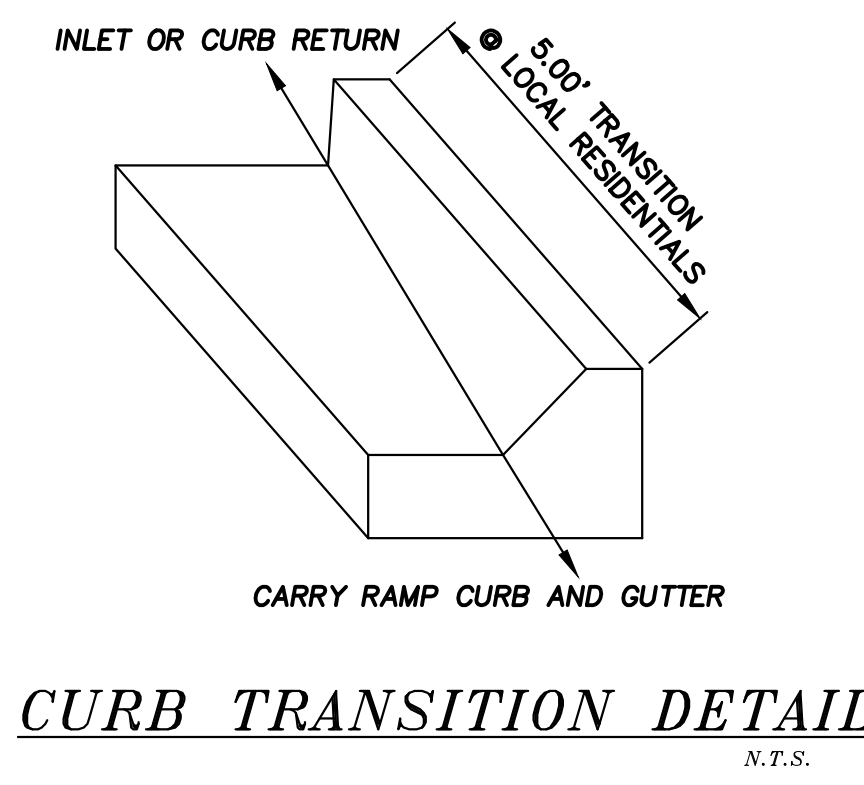 INLET OR CURB RETURN
5.00' TRANSITION
@ LOCAL RESIDENTIALS
CARRY RAMP CURB AND GUTTER
CURB TRANSITION DETAIL
N.T.S.